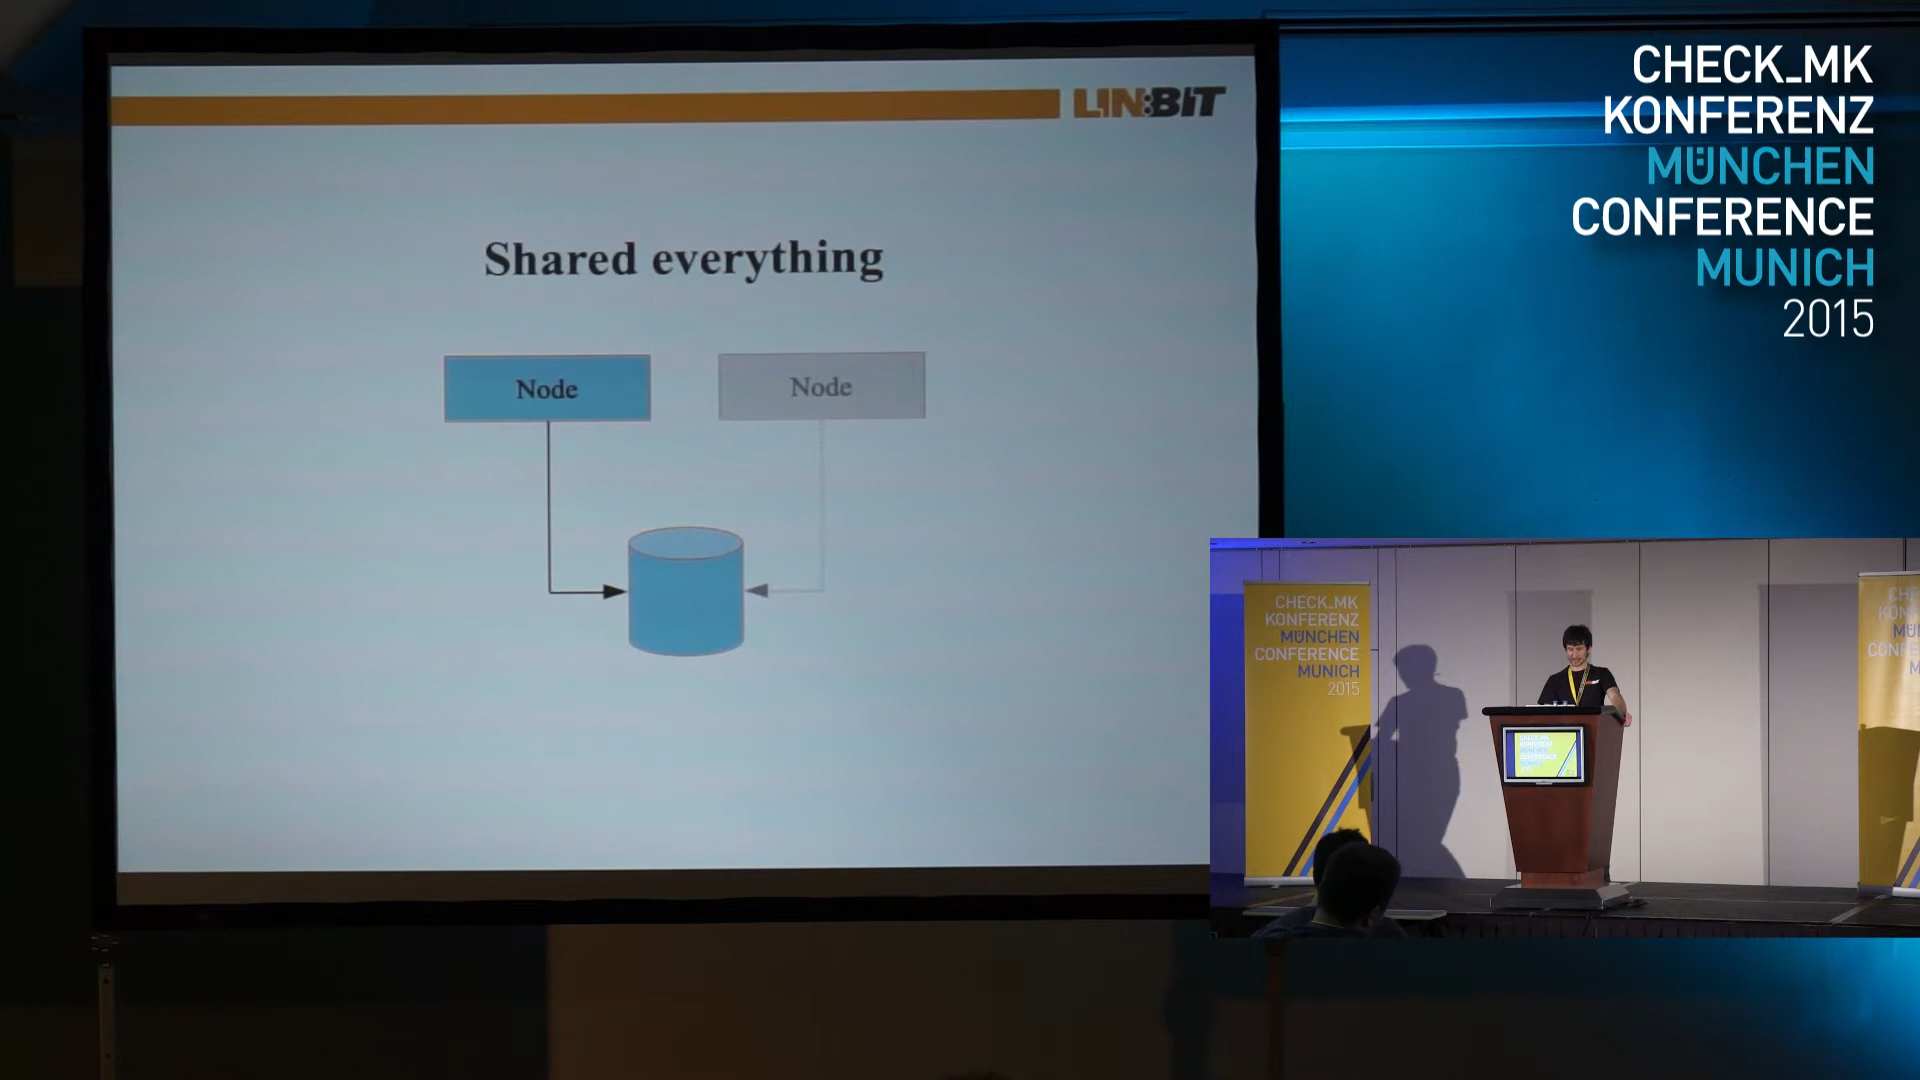 LINBIT
Shared everything
Node
Node
CHECK_MK
KONFERENZ
MÜNCHEN
CONFERENCE
MUNICH
2015
CHECK_MK
KONFERENZ
MÜNCHEN
CONFERENCE
MUNICH
2015